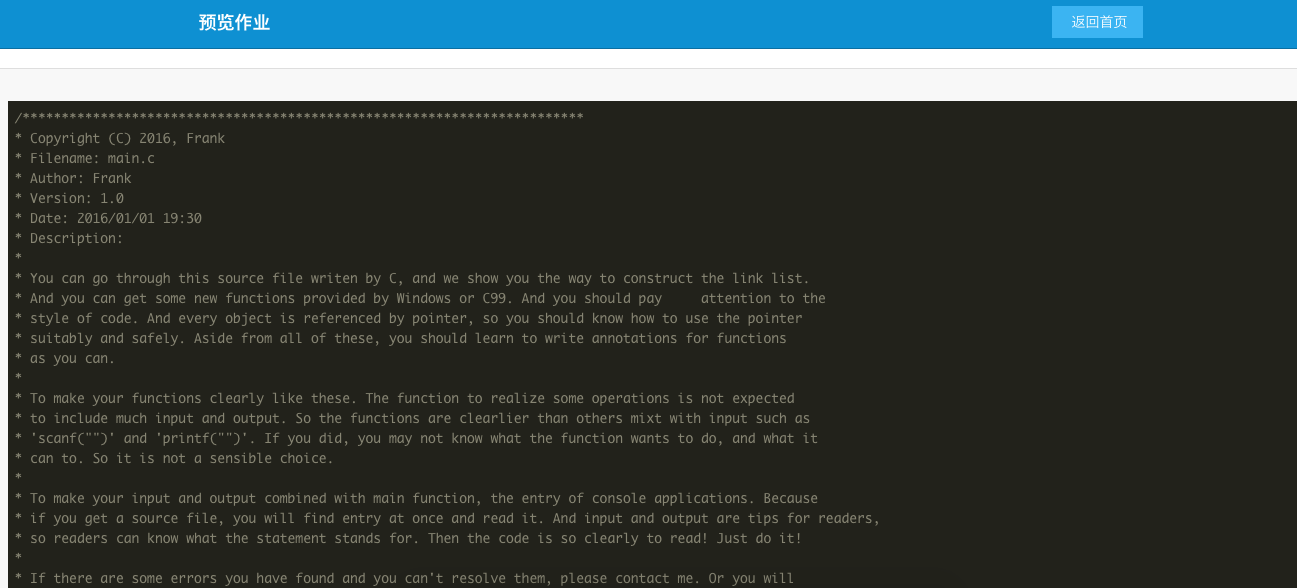 预览作业
返回首页
/************************************************************************
* Copyright (C) 2016, Frank
* Filename: main.c
* Author: Frank
* Version: 1.0
* Date: 2016/01/01 19:30
* Description:
*
* You can go through this source file writen by C, and we show you the way to construct the link list.
* And you can get some new functions provided by Windows or C99. And you should pay     attention to the
* style of code. And every object is referenced by pointer, so you should know how to use the pointer
* suitably and safely. Aside from all of these, you should learn to write annotations for functions
* as you can.
*
* To make your functions clearly like these. The function to realize some operations is not expected
* to include much input and output. So the functions are clearlier than others mixt with input such as
* 'scanf("")' and 'printf("")'. If you did, you may not know what the function wants to do, and what it
* can to. So it is not a sensible choice.
*
* To make your input and output combined with main function, the entry of console applications. Because
* if you get a source file, you will find entry at once and read it. And input and output are tips for readers,
* so readers can know what the statement stands for. Then the code is so clearly to read! Just do it!
*
* If there are some errors you have found and you can't resolve them, please contact me. Or you will